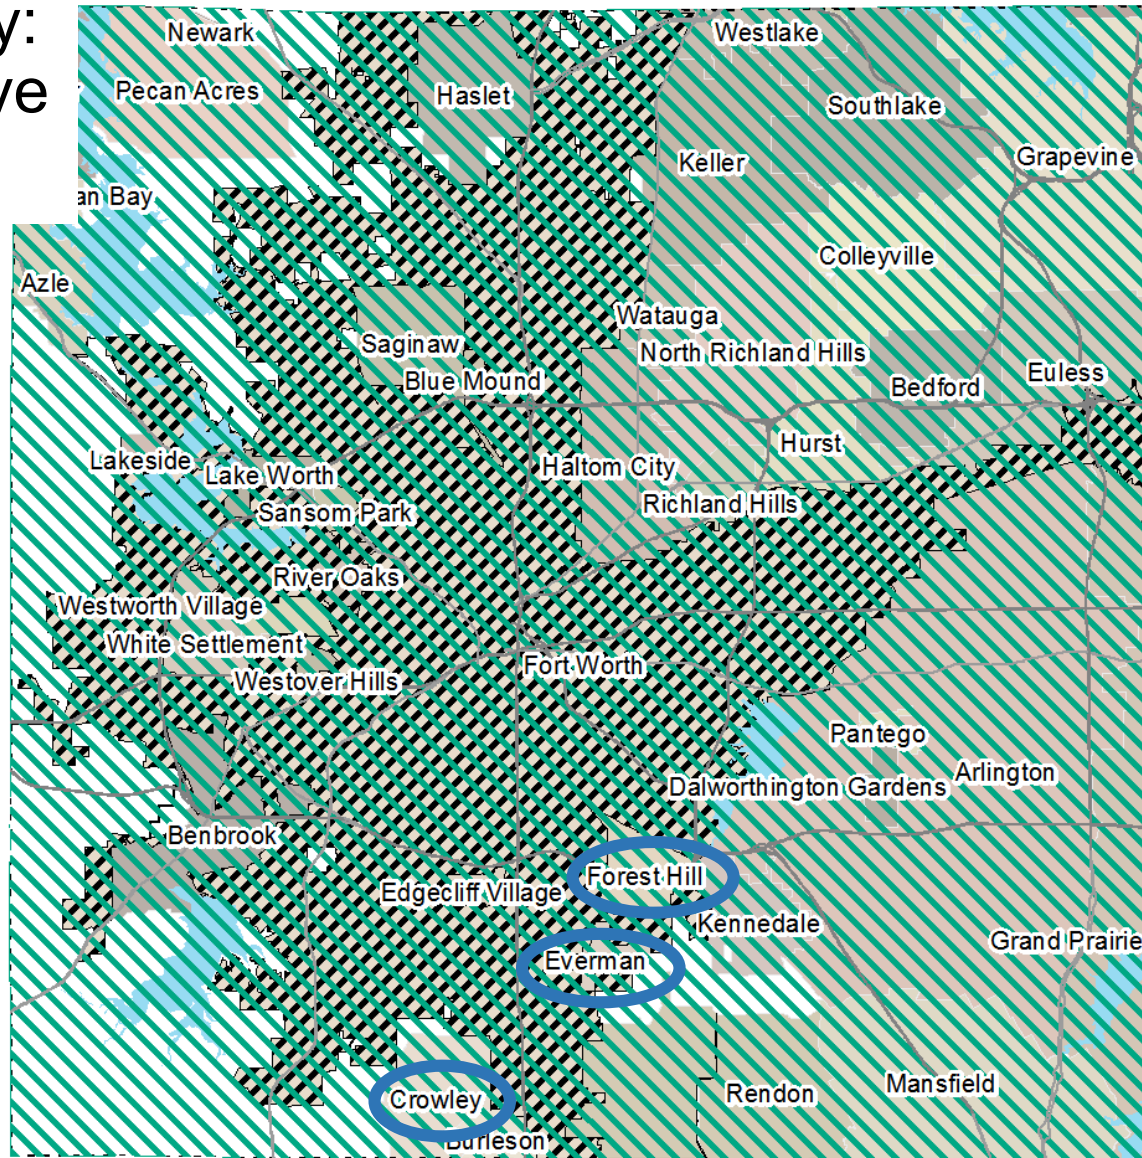 y:
ye
Newark
Westlake
Pecan Acres
Haslet
Southlake
Keller
Grapevine
an Bay
Colleyville
Azle
Watauga
Saginaw
North Richland Hills
Blue Mound
Bedford
Euless
Hurst
Lakeside
Lake Worth
Haltom City
Sansom Park
Richland Hills
River Oaks
Westworth Village
White Settlement
Fort Worth
Westover Hills
Pantego
Arlington
Dalworthington Gardens
Benbrook
Forest Hill
Edgecliff Village
Kennedale
Grand Prairie
Everman
Mansfield
Rendon
Crowley
Burleson